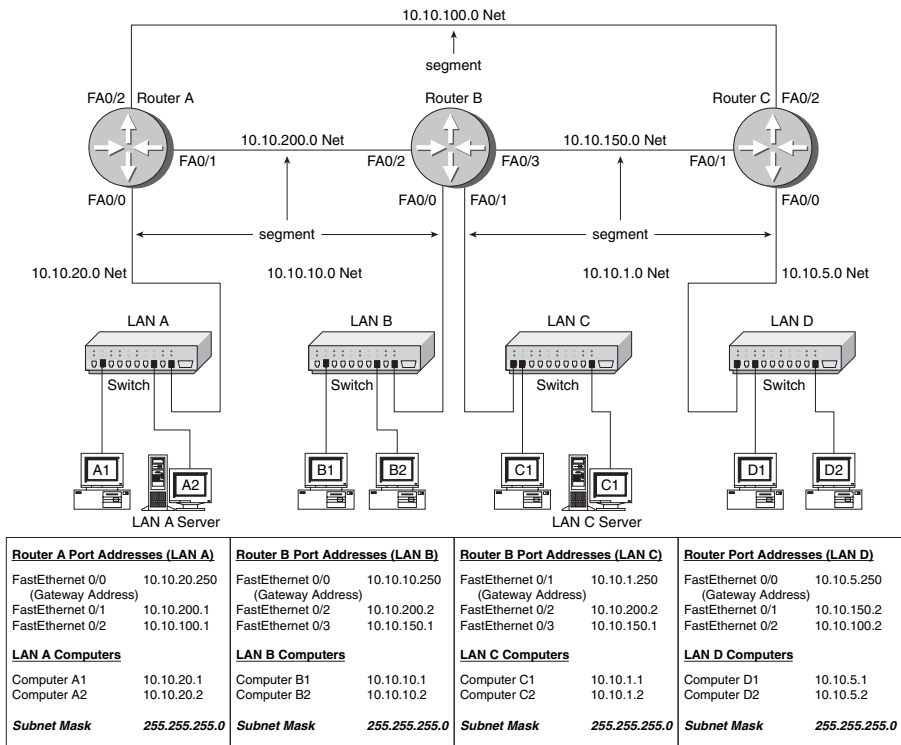 10.10.100.0 Net
segment
FA0/2 Router A
Router B
Router C FA0/2
10.10.200.0 Net
10.10.150.0 Net
FA0/1
FA0/2
FA0/3
FA0/1
FA0/0
FA0/0
FA0/1
FA0/0
segment
segment
10.10.20.0 Net
10.10.10.0 Net
10.10.1.0 Net
10.10.5.0 Net
LAN A
LAN B
LAN C
LAN D
Switch
Switch
Switch
Switch
A1
A2
B1
B2
C1
C1
D1
D2
LAN A Server
LAN C Server
Router A Port Addresses (LAN A)
FastEthernet 0/0 10.10.20.250
(Gateway Address)
FastEthernet 0/1 10.10.200.1
FastEthernet 0/2 10.10.100.1
LAN A Computers
Computer A1 10.10.20.1
Computer A2 10.10.20.2
Subnet Mask 255.255.255.0
Router B Port Addresses (LAN B)
FastEthernet 0/0 10.10.10.250
(Gateway Address)
FastEthernet 0/2 10.10.200.2
FastEthernet 0/3 10.10.150.1
LAN B Computers
Computer B1 10.10.10.1
Computer B2 10.10.10.2
Subnet Mask 255.255.255.0
Router B Port Addresses (LAN C)
FastEthernet 0/1 10.10.1.250
(Gateway Address)
FastEthernet 0/2 10.10.200.2
FastEthernet 0/3 10.10.150.1
LAN C Computers
Computer C1 10.10.1.1
Computer C2 10.10.1.2
Subnet Mask 255.255.255.0
Router Port Addresses (LAN D)
FastEthernet 0/0 10.10.5.250
(Gateway Address)
FastEthernet 0/1 10.10.150.2
FastEthernet 0/2 10.10.100.2
LAN D Computers
Computer D1 10.10.5.1
Computer D2 10.10.5.2
Subnet Mask 255.255.255.0